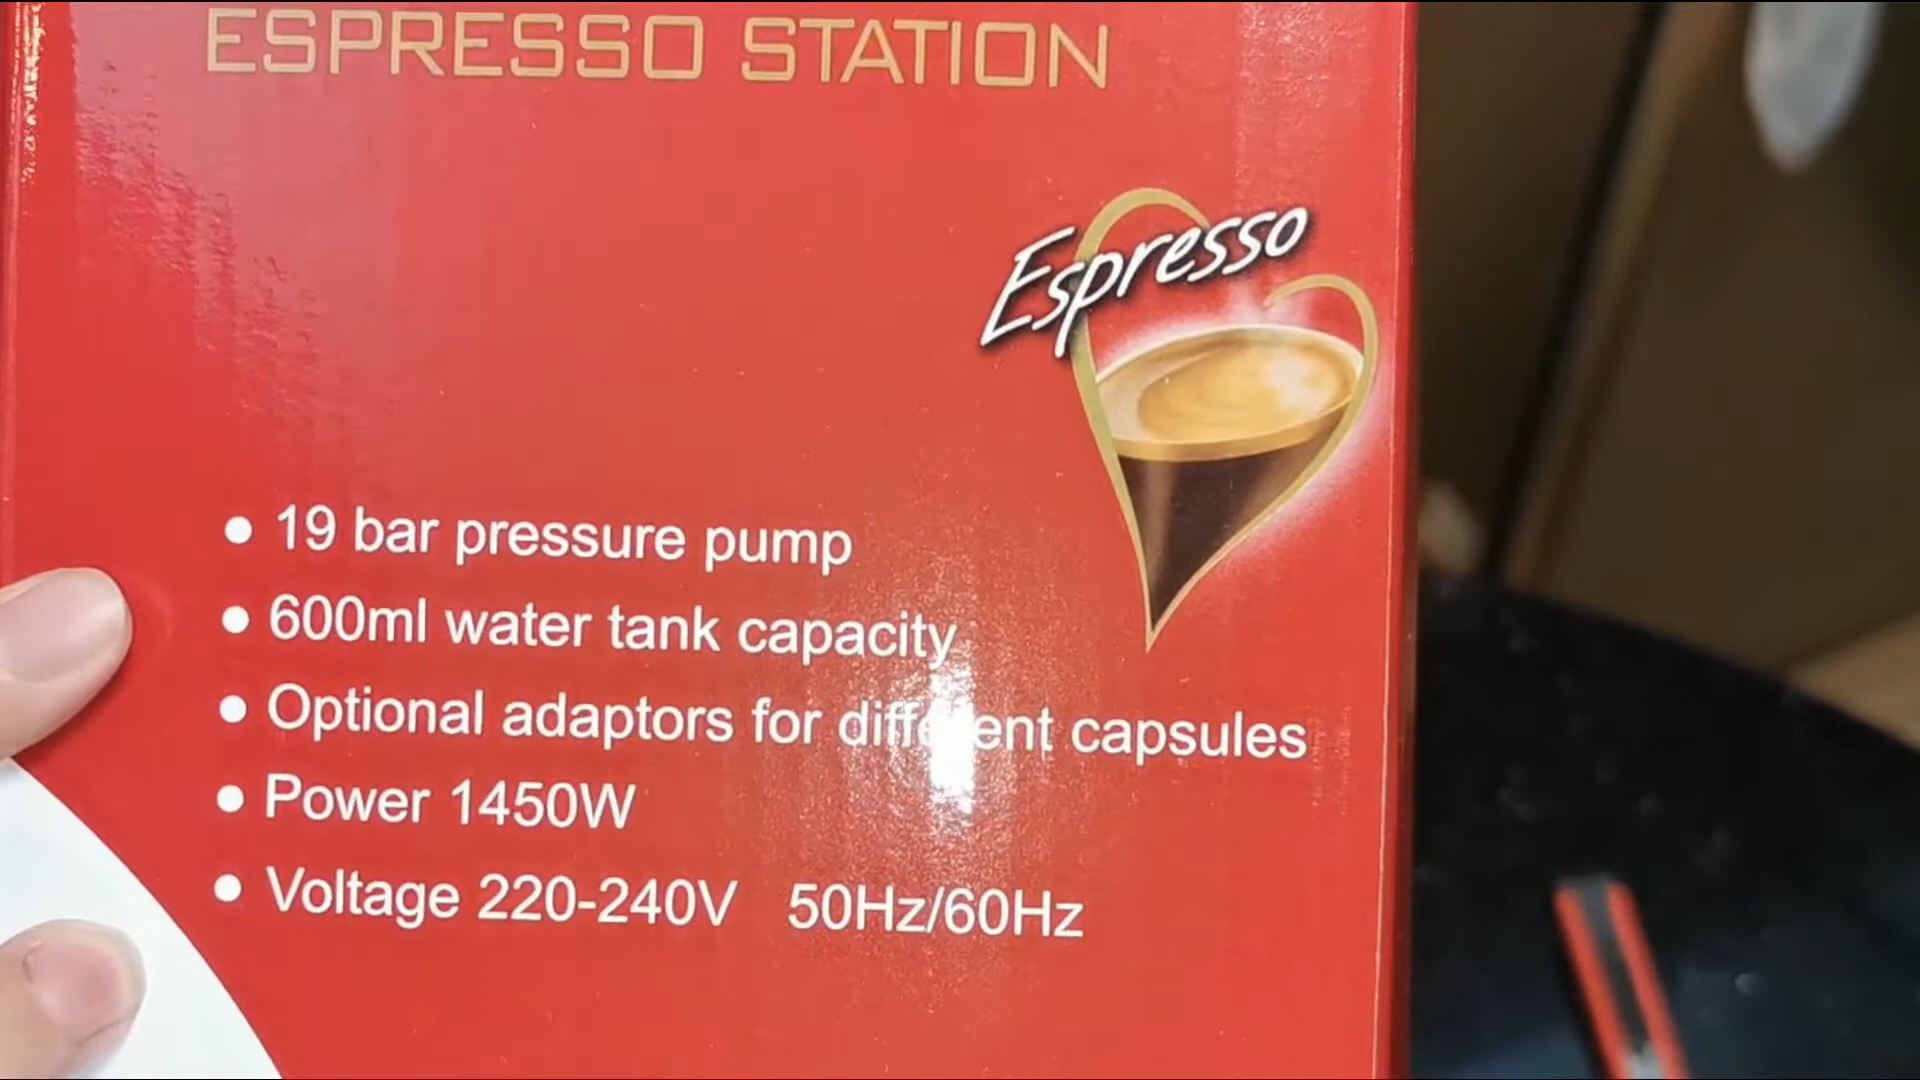 ESPRESSO STATION
Espresso
• 19 bar pressure pump
• 600ml water tank capacity
• Optional adaptors for different capsules
• Power 1450W
• Voltage 220-240V 50Hz/60Hz